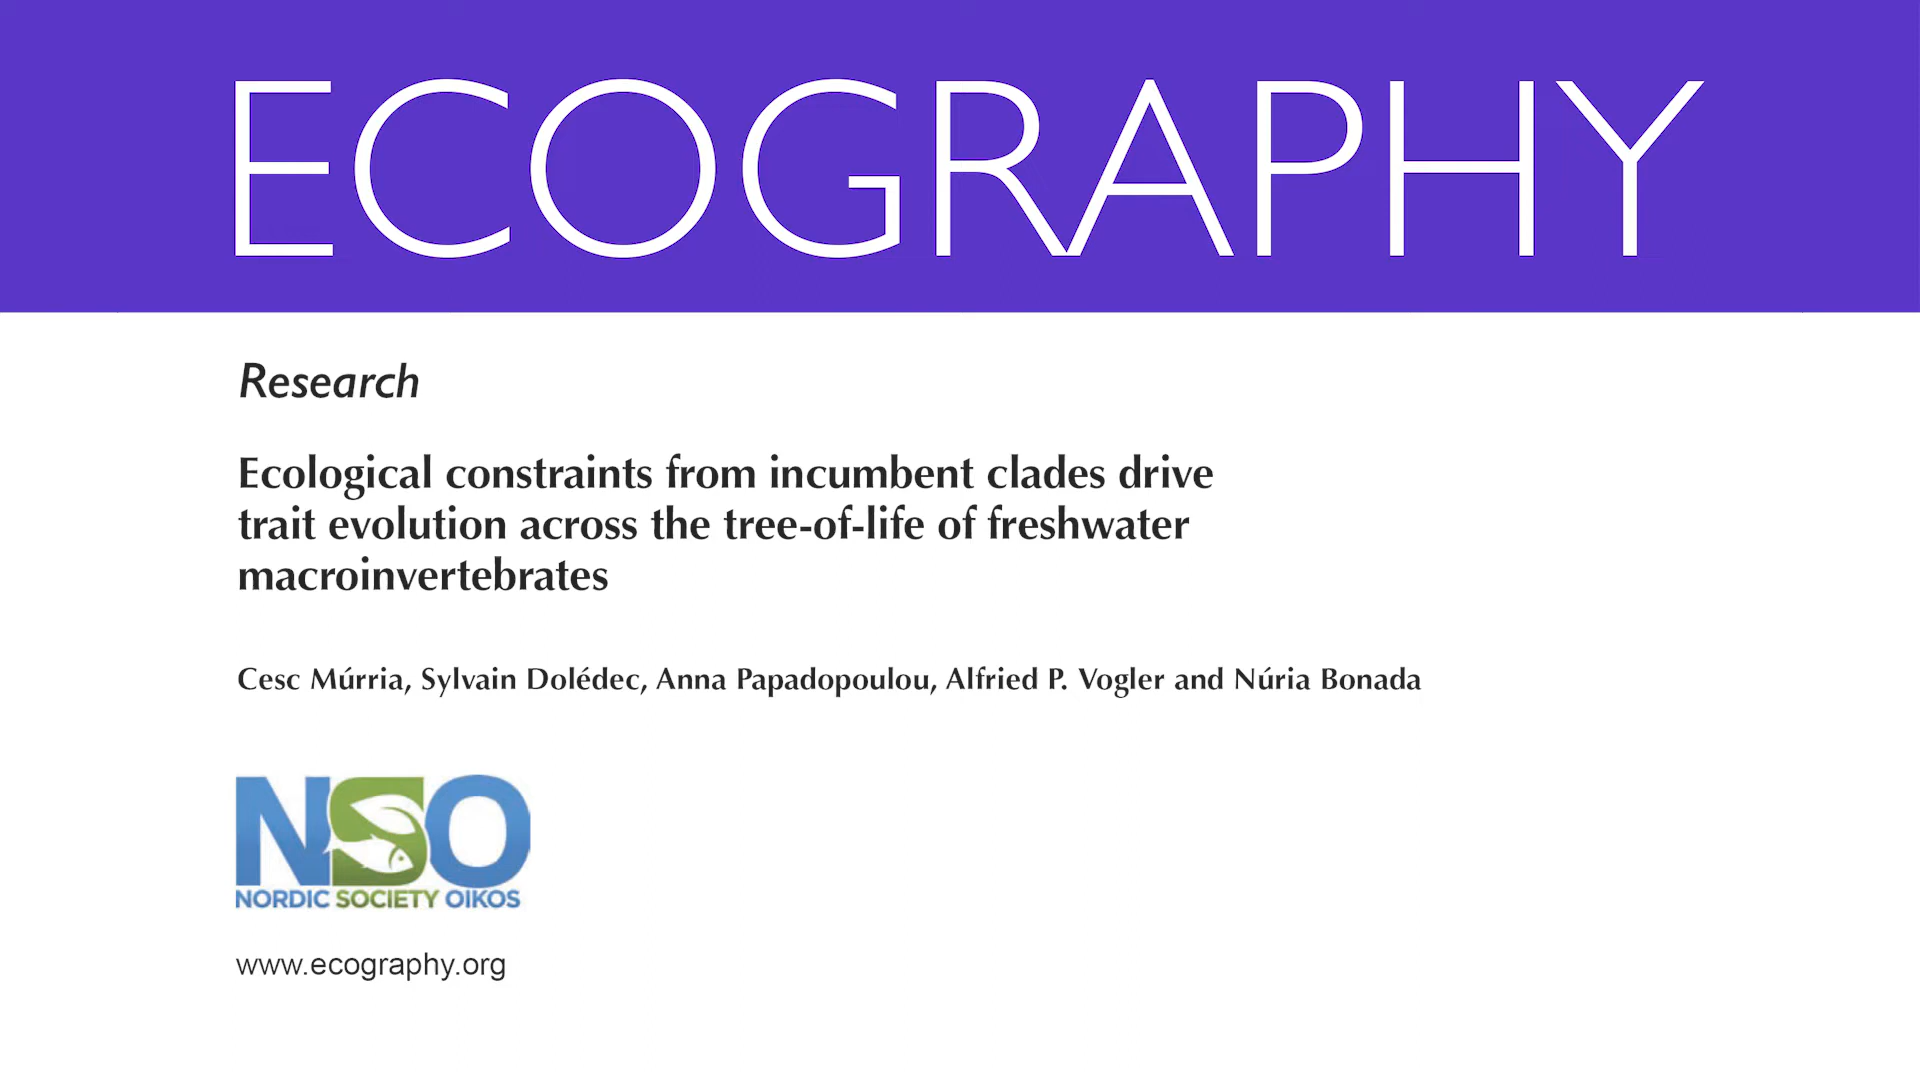 ECOGRAPHY
Research
Ecological constraints from incumbent clades drive
trait evolution across the tree-of-life of freshwater
macroinvertebrates
Cesc Múrria, Sylvain Dolédec, Anna Papadopoulou, Alfried P. Vogler and Núria Bonada
NSO
NORDIC SOCIETY OIKOS
www.ecography.org